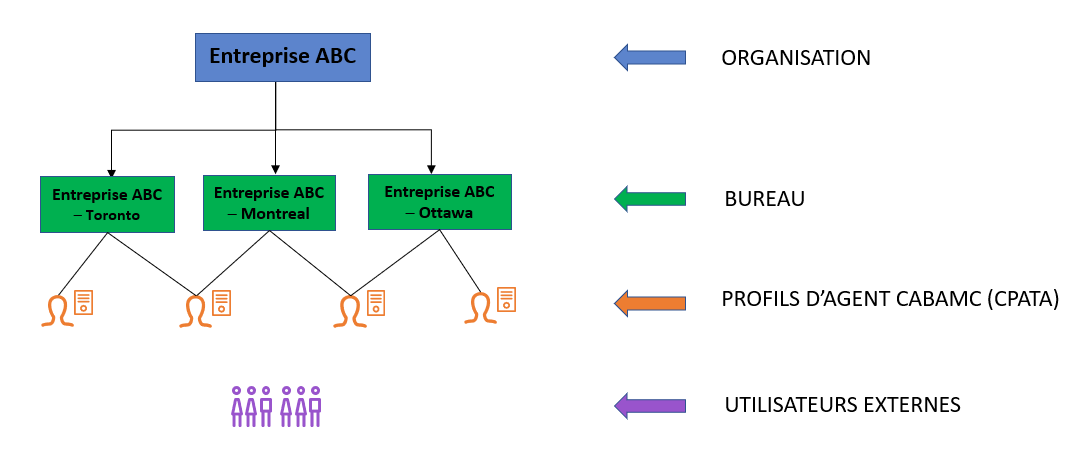 Entreprise ABC
ORGANISATION
Entreprise ABC
– Toronto
Entreprise ABC
– Montreal
Entreprise ABC
– Ottawa
BUREAU
PROFILS D’AGENT CABAMC (CPATA)
UTILISATEURS EXTERNES